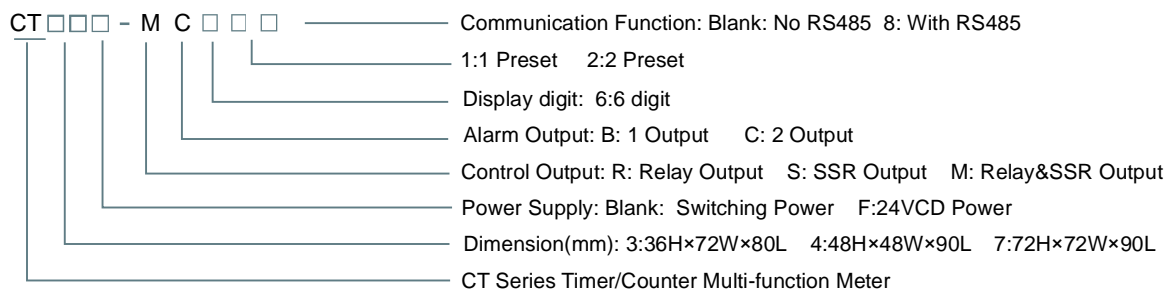 CT□□□-MC□□□ Communication Function: Blank: No RS485 8: With RS485
1:1 Preset 2:2 Preset
Display digit: 6:6 digit
Alarm Output: B: 1 Output C: 2 Output
Control Output: R: Relay Output S: SSR Output M: Relay&SSR Output
Power Supply: Blank: Switching Power F:24VCD Power
Dimension(mm): 3:36H×72W×80L 4:48H×48W×90L 7:72H×72W×90L
CT Series Timer/Counter Multi-function Meter